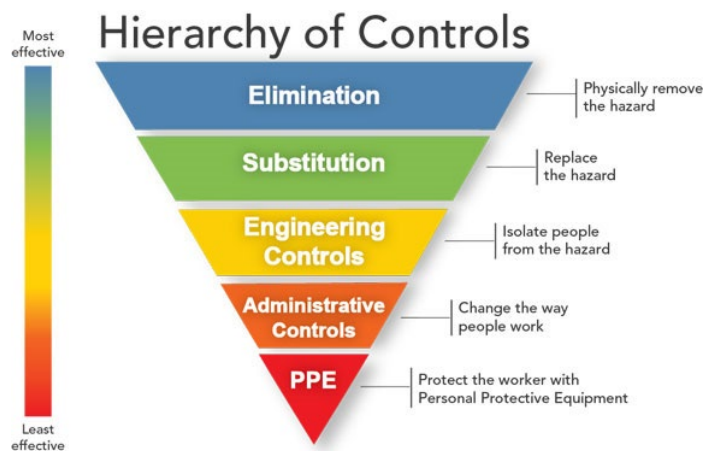 Hierarchy of Controls
Most
effective
Elimination
Physically remove
the hazard
Substitution
Replace
the hazard
Engineering
Controls
Isolate people
from the hazard
Administrative
Controls
Change the way
people work
PPE
Protect the worker with
Personal Protective Equipment
Least
effective